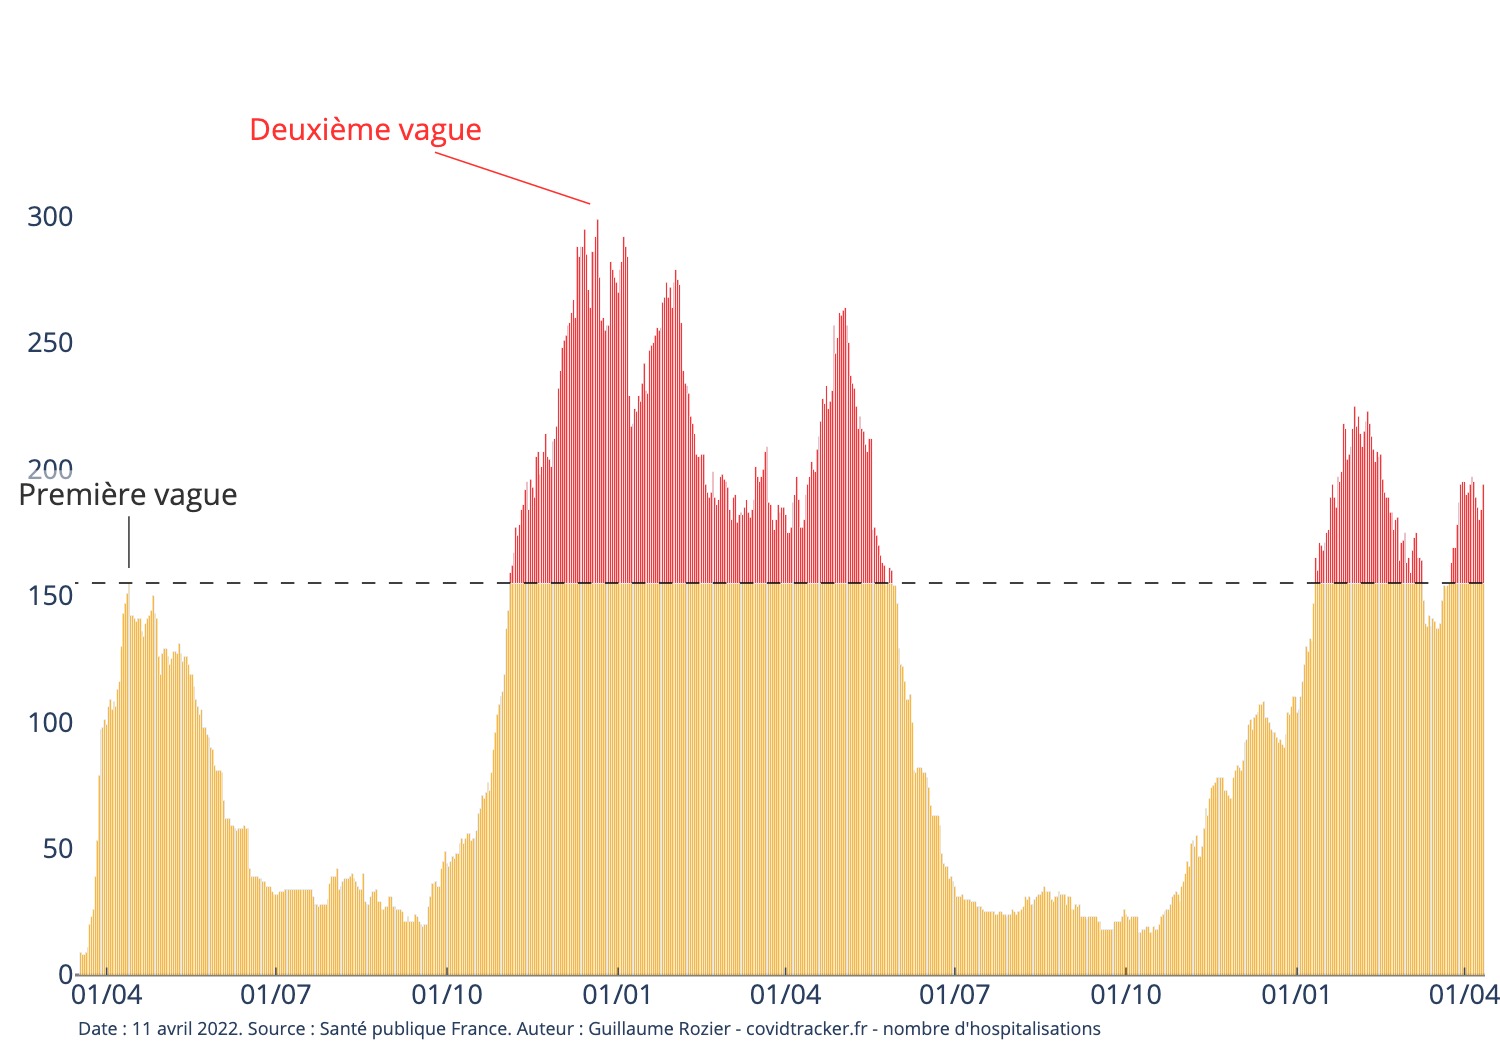 Deuxième vague
300
250
200
Première vague
150
100
50
0
01/04 01/07 01/10 01/01 01/04 01/07 01/10 01/01 01/04
Date : 11 avril 2022. Source : Santé publique France. Auteur : Guillaume Rozier - covidtracker.fr - nombre d'hospitalisations